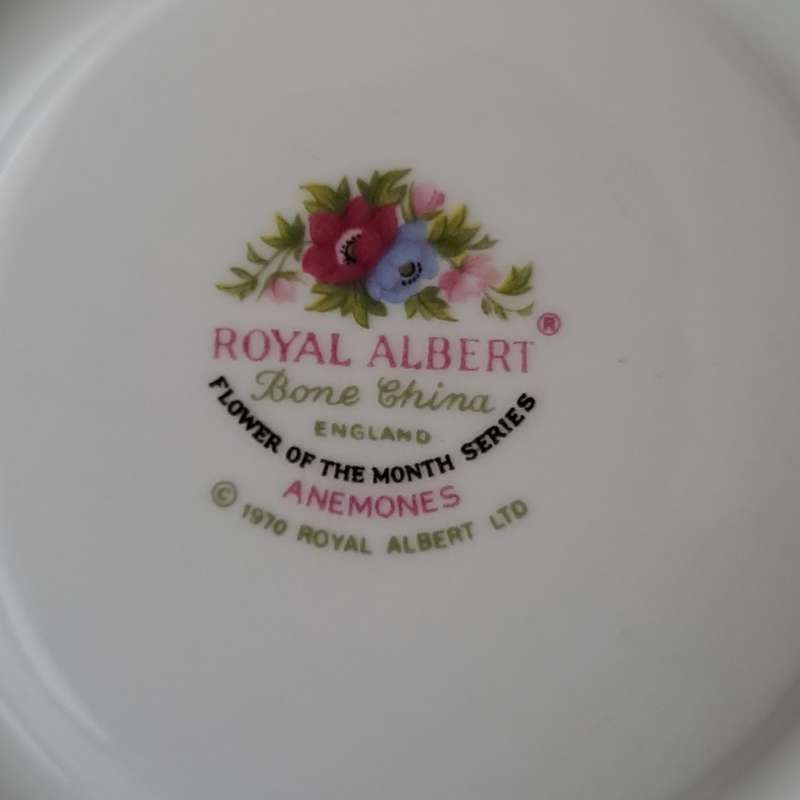 ROYAL ALBERT ®
Bone China
ENGLAND
FLOWER OF THE MONTH SERIES
ANEMONES
© 1970 ROYAL ALBERT LTD